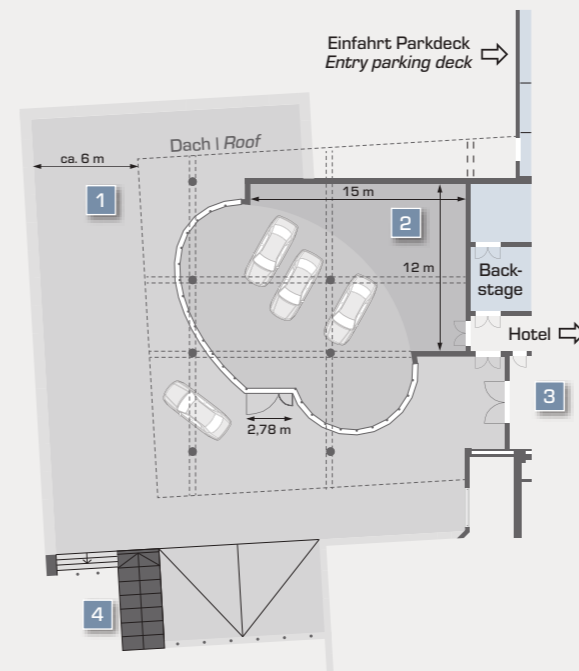 Einfahrt Parkdeck
Entry parking deck
Dach | Roof
ca. 6 m
1
15 m
2
12 m
Back-
stage
Hotel
3
2,78 m
4